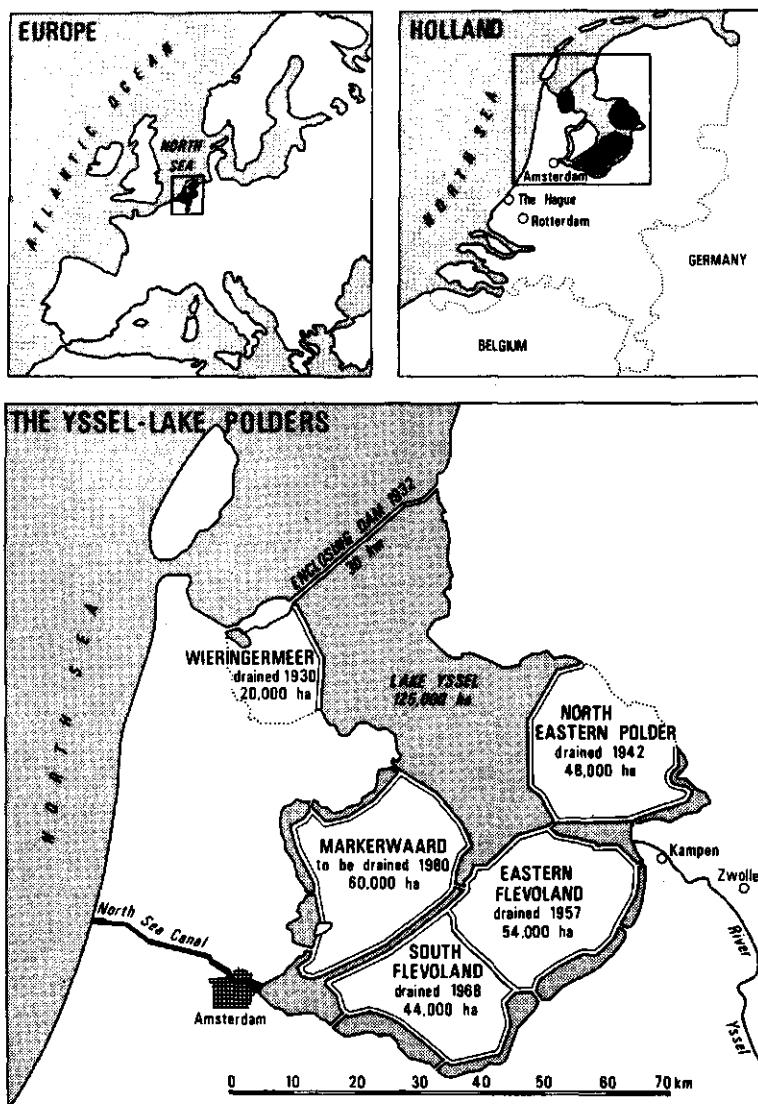 EUROPE
ATLANTIC OCEAN
NORTH
SEA
HOLLAND
NORTH SEA
Amsterdam
The Hague
Rotterdam
GERMANY
BELGIUM
THE YSSEL-LAKE POLDERS
NORTH SEA
ENCLOSING DAM 1932
30 km
WIERINGERMEER
drained 1930
20,000 ha
LAKE YSSEL
125,000 ha
NORTH
EASTERN POLDER
drained 1942
48,000 ha
MARKERWAARD
to be drained 1980
60,000 ha
EASTERN
FLEVOLAND
drained 1957
54,000 ha
Kampen
Zwolle
River
Yssel
North Sea Canal
SOUTH
FLEVOLAND
drained 1968
44,000 ha
Amsterdam
0 10 20 30 40 50 60 70 km